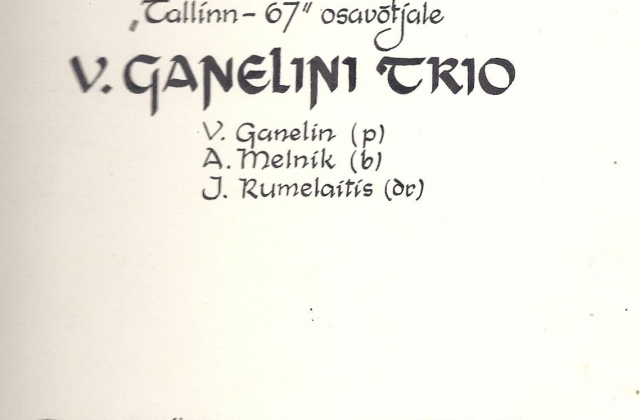 „Tallinn – 67“ osavõtjale
V. GANELINI TRIO
V. Ganelin (p)
A. Melnik (b)
J. Rumelaitis (dr)